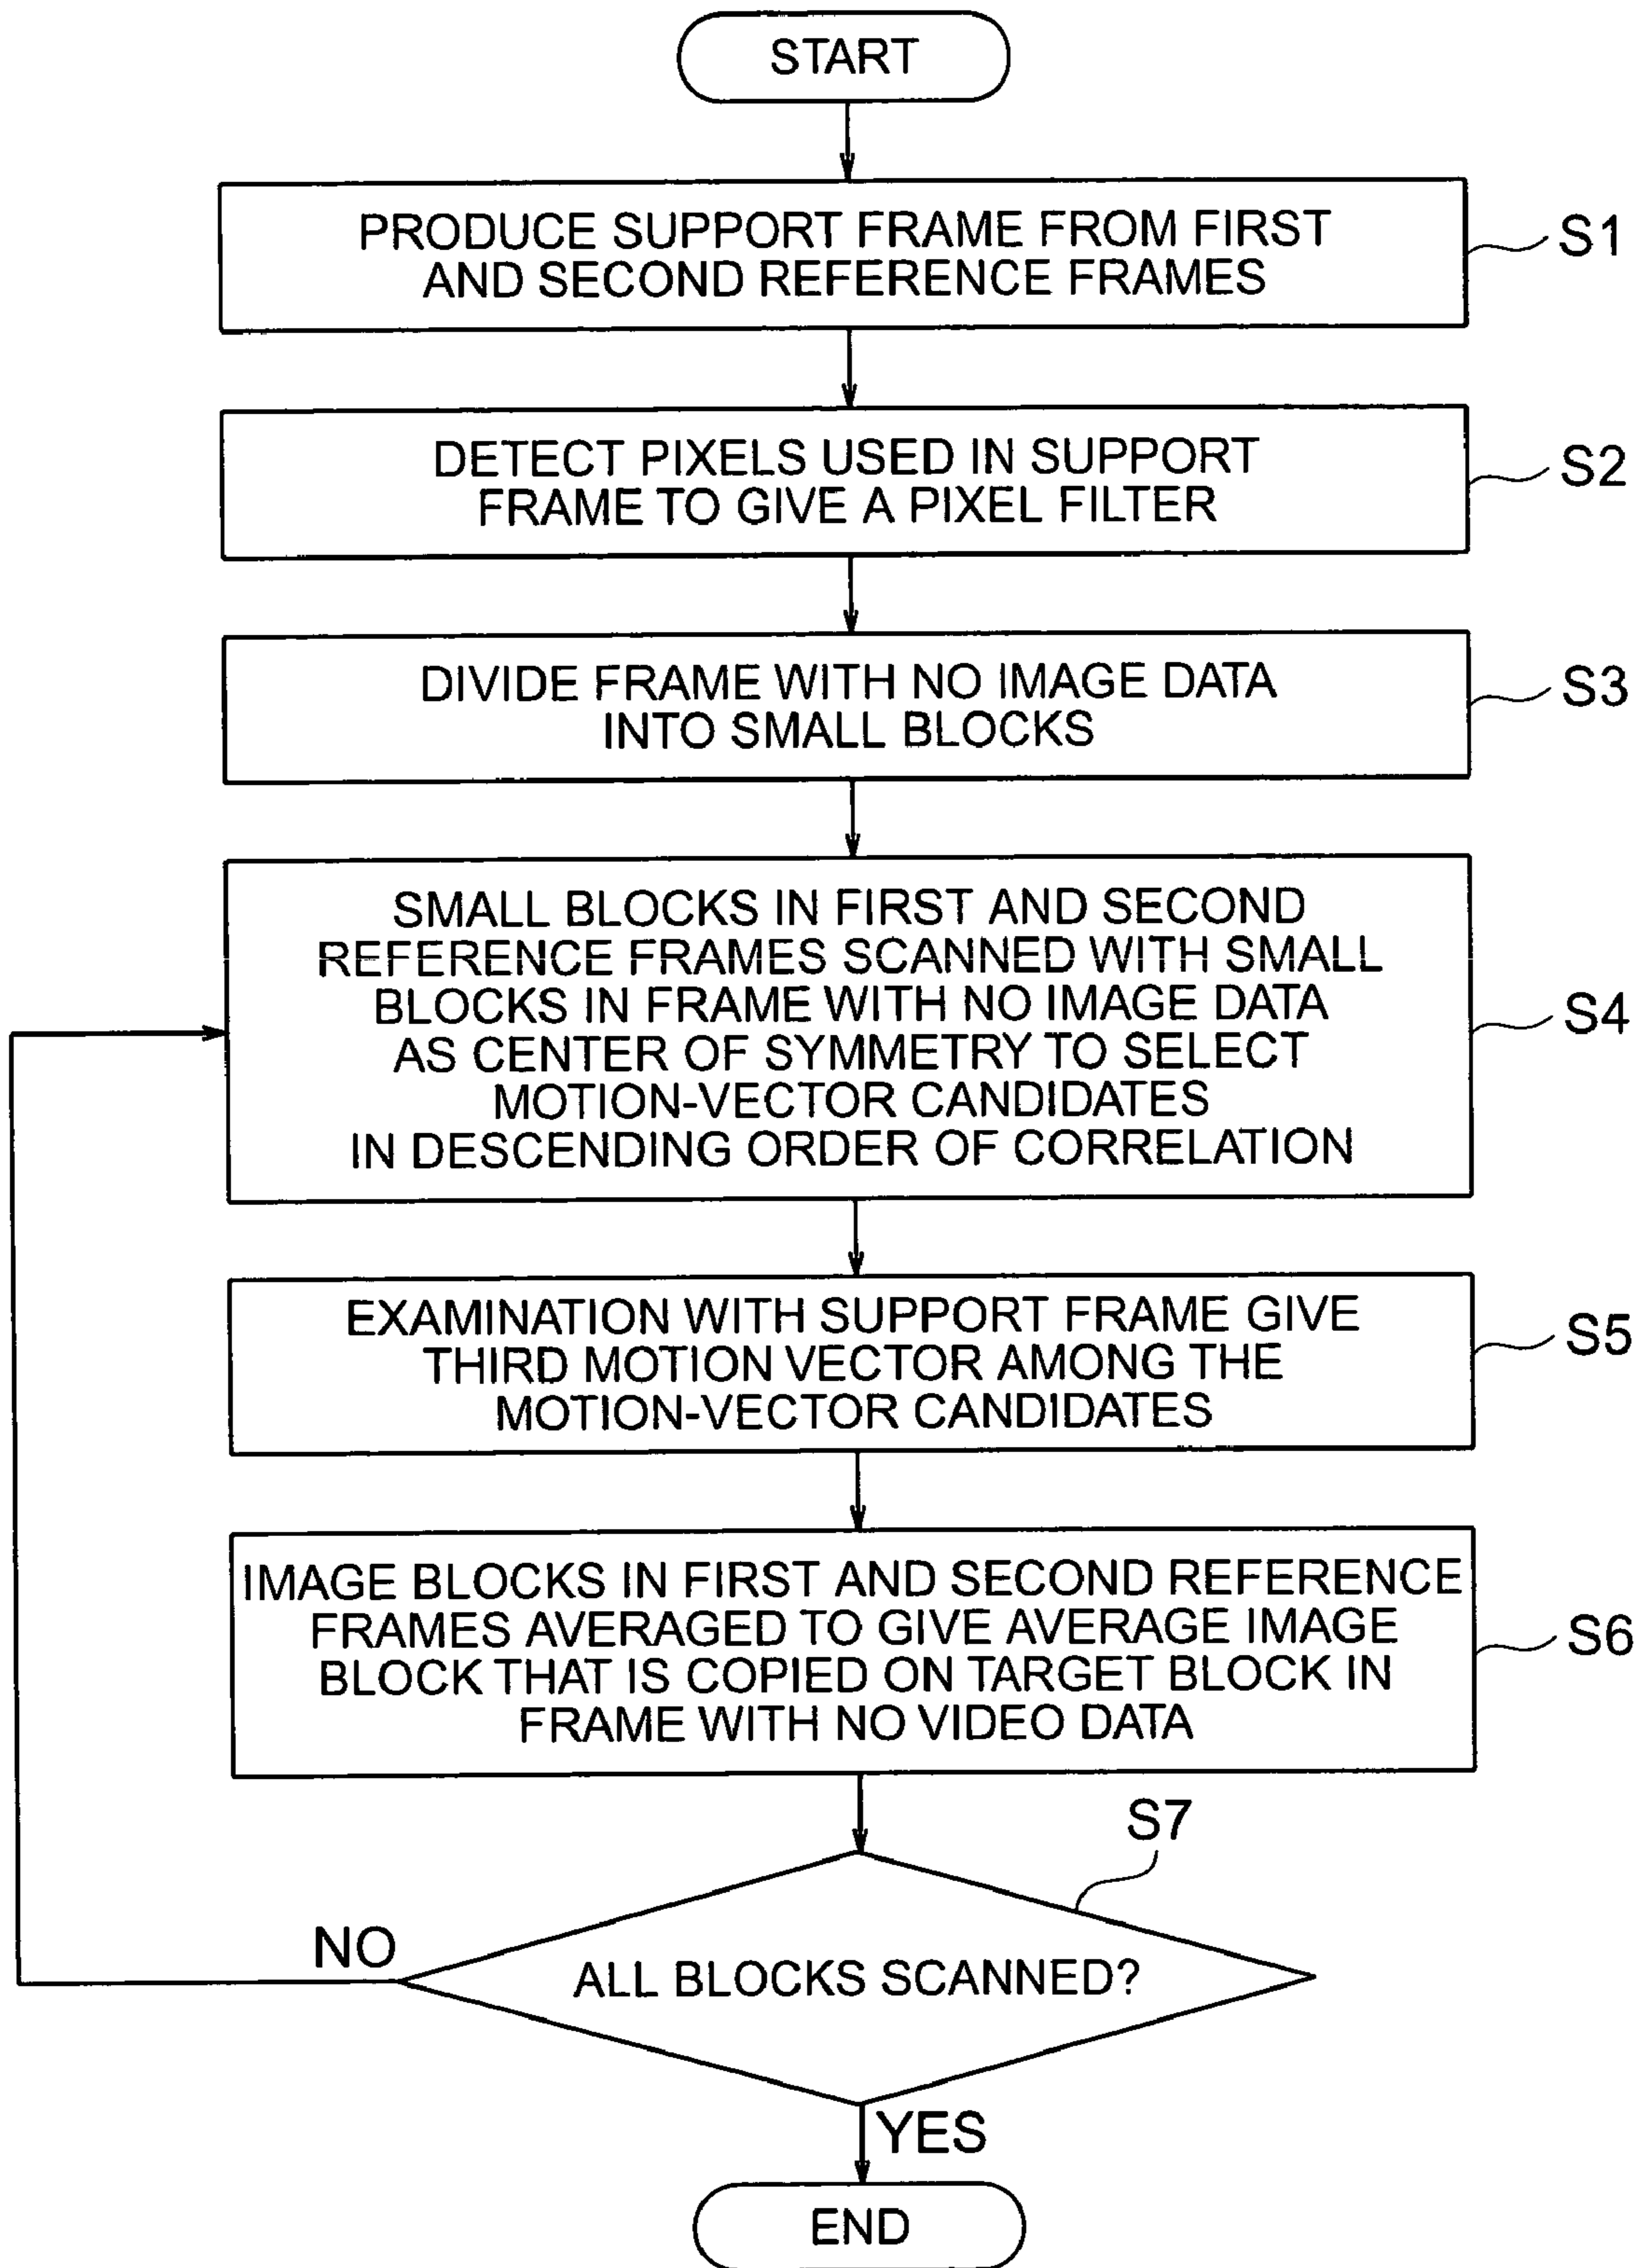 START
PRODUCE SUPPORT FRAME FROM FIRST
AND SECOND REFERENCE FRAMES
S1
DETECT PIXELS USED IN SUPPORT
FRAME TO GIVE A PIXEL FILTER
S2
DIVIDE FRAME WITH NO IMAGE DATA
INTO SMALL BLOCKS
S3
SMALL BLOCKS IN FIRST AND SECOND
REFERENCE FRAMES SCANNED WITH SMALL
BLOCKS IN FRAME WITH NO IMAGE DATA
AS CENTER OF SYMMETRY TO SELECT
MOTION-VECTOR CANDIDATES
IN DESCENDING ORDER OF CORRELATION
S4
EXAMINATION WITH SUPPORT FRAME GIVE
THIRD MOTION VECTOR AMONG THE
MOTION-VECTOR CANDIDATES
S5
IMAGE BLOCKS IN FIRST AND SECOND REFERENCE
FRAMES AVERAGED TO GIVE AVERAGE IMAGE
BLOCK THAT IS COPIED ON TARGET BLOCK IN
FRAME WITH NO VIDEO DATA
S6
S7
NO
ALL BLOCKS SCANNED?
YES
END